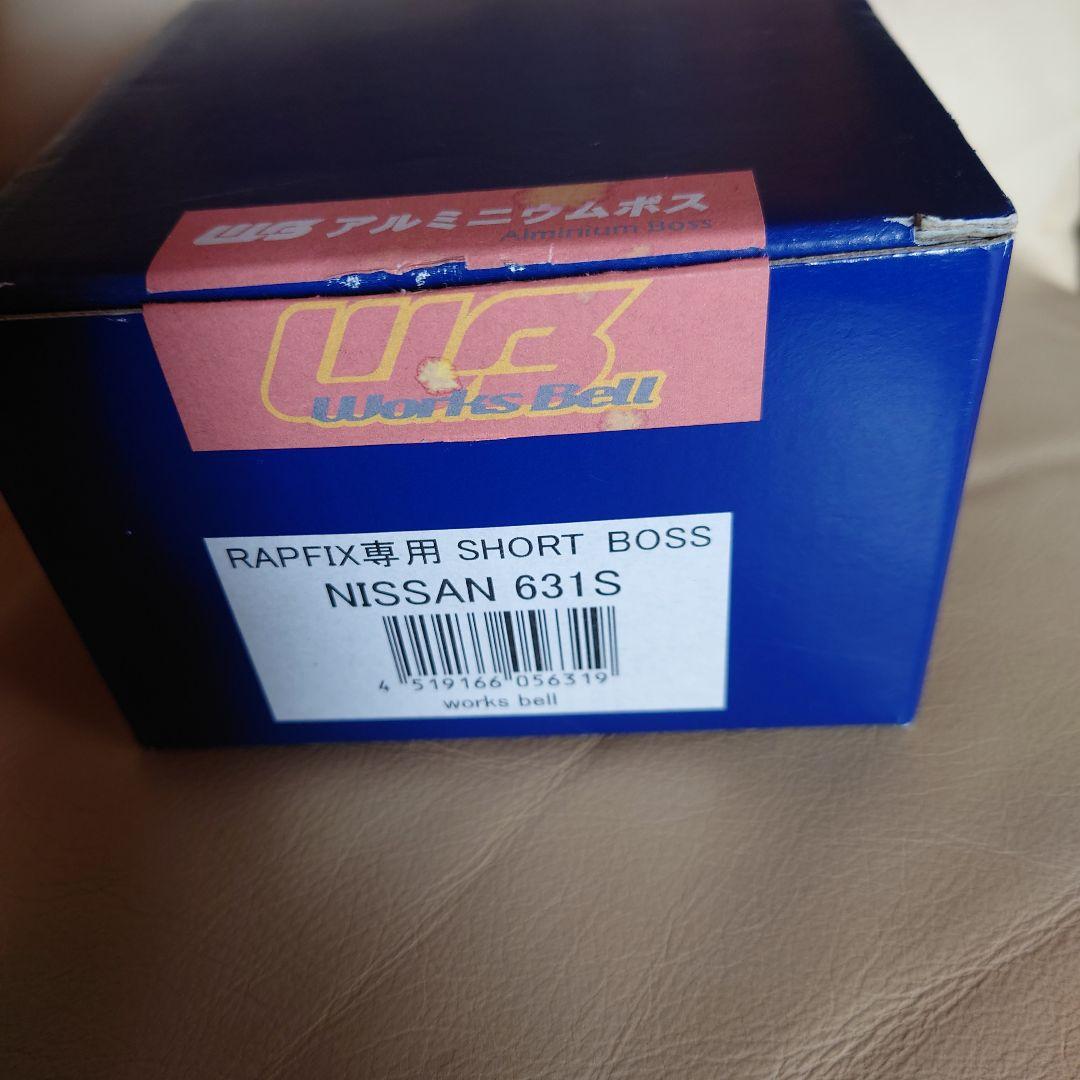 WB アルミニウムボス
Alminium Boss
WB
Works Bell
RAPFIX専用 SHORT BOSS
NISSAN 631S
4 519166 056319
works bell